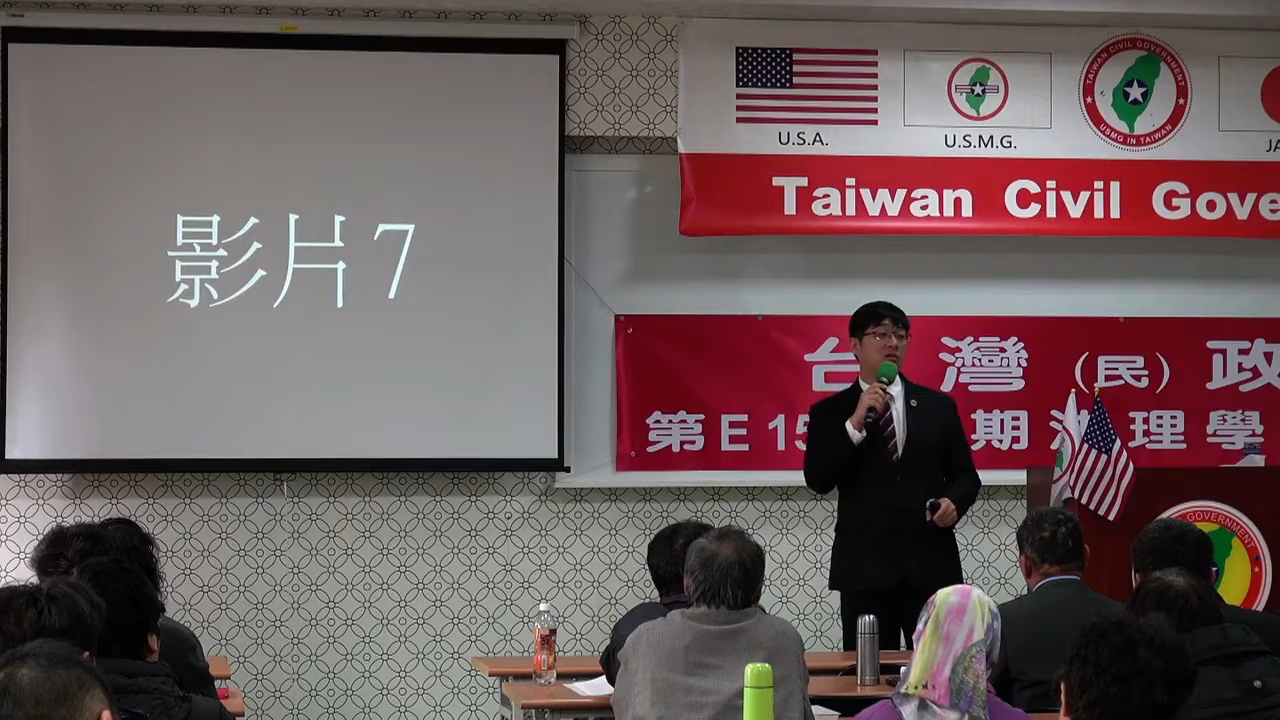 影片7
U.S.A.
U.S.M.G.
TAIWAN CIVIL GOVERNMENT
USMG IN TAIWAN
JA
Taiwan Civil Gove
台灣(民)政
第E15 期 理學
GOVERNMENT